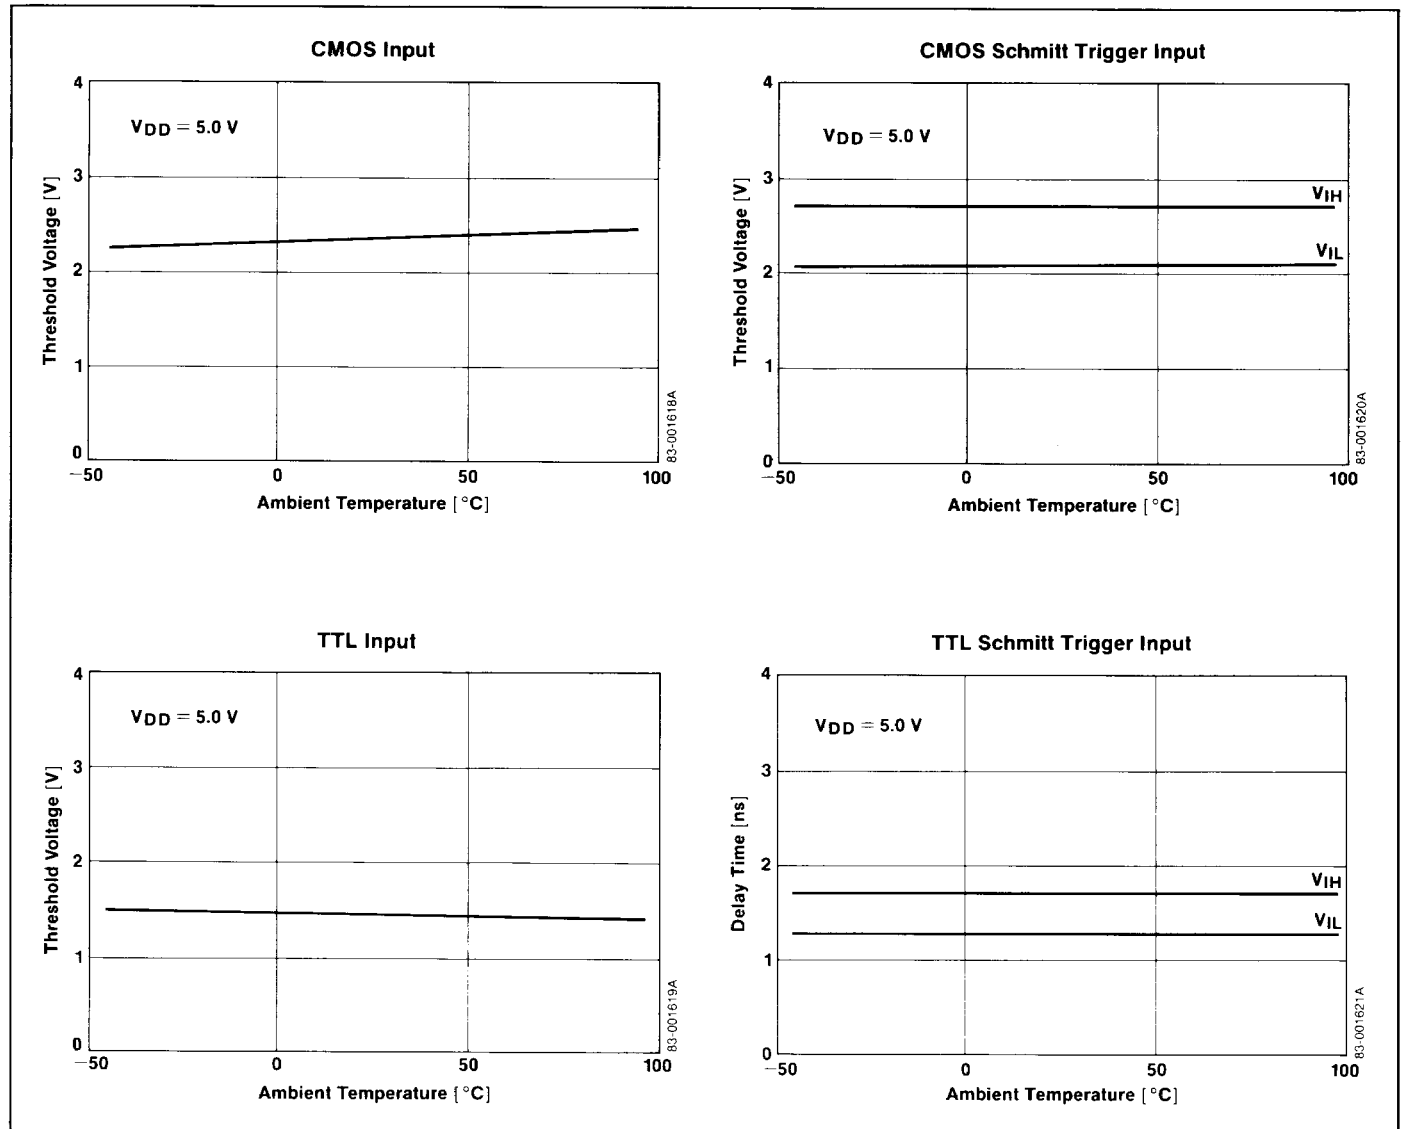 CMOS Input
4
VDD = 5.0 V
3
Threshold Voltage [V]
2
1
0
−50
0
50
100
Ambient Temperature [°C]
83-001618A
CMOS Schmitt Trigger Input
4
VDD = 5.0 V
3
VIH
Threshold Voltage [V]
VIL
2
1
0
−50
0
50
100
Ambient Temperature [°C]
83-001620A
TTL Input
4
VDD = 5.0 V
3
Threshold Voltage [V]
2
1
0
−50
0
50
100
Ambient Temperature [°C]
83-001619A
TTL Schmitt Trigger Input
4
VDD = 5.0 V
3
Delay Time [ns]
2
VIH
VIL
1
0
−50
0
50
100
Ambient Temperature [°C]
83-001621A